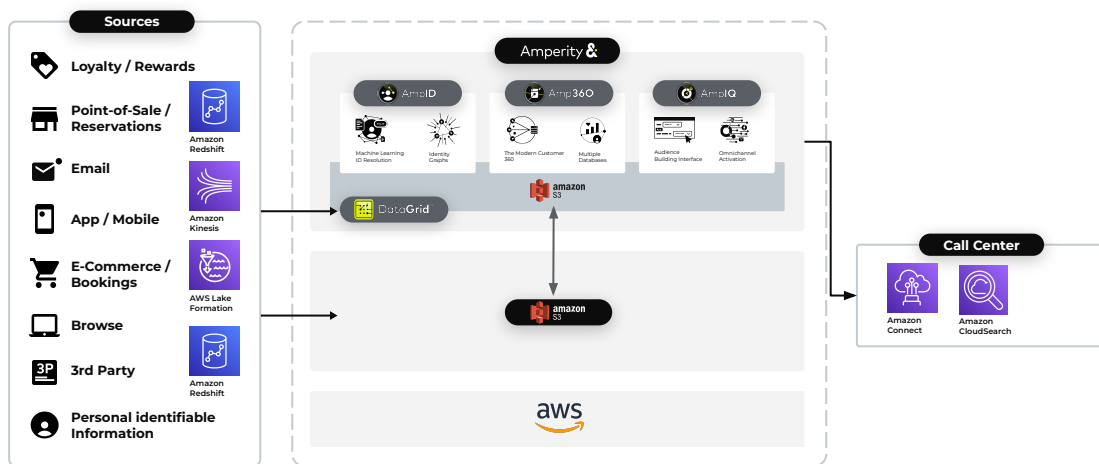 Sources
Loyalty / Rewards
Point-of-Sale /
Reservations
Amazon
Redshift
Email
Amazon
Kinesis
App / Mobile
E-Commerce /
Bookings
AWS Lake
Formation
Browse
3P
3rd Party
Amazon
Redshift
Personal identifiable
Information
Amperity &
AmpID
Machine Learning
ID Resolution
Identity
Graphs
Amp360
The Modern Customer
360
Multiple
Databases
AmpIQ
Audience
Building Interface
Omnichannel
Activation
amazon
S3
DataGrid
amazon
S3
aws
Call Center
Amazon
Connect
Amazon
CloudSearch